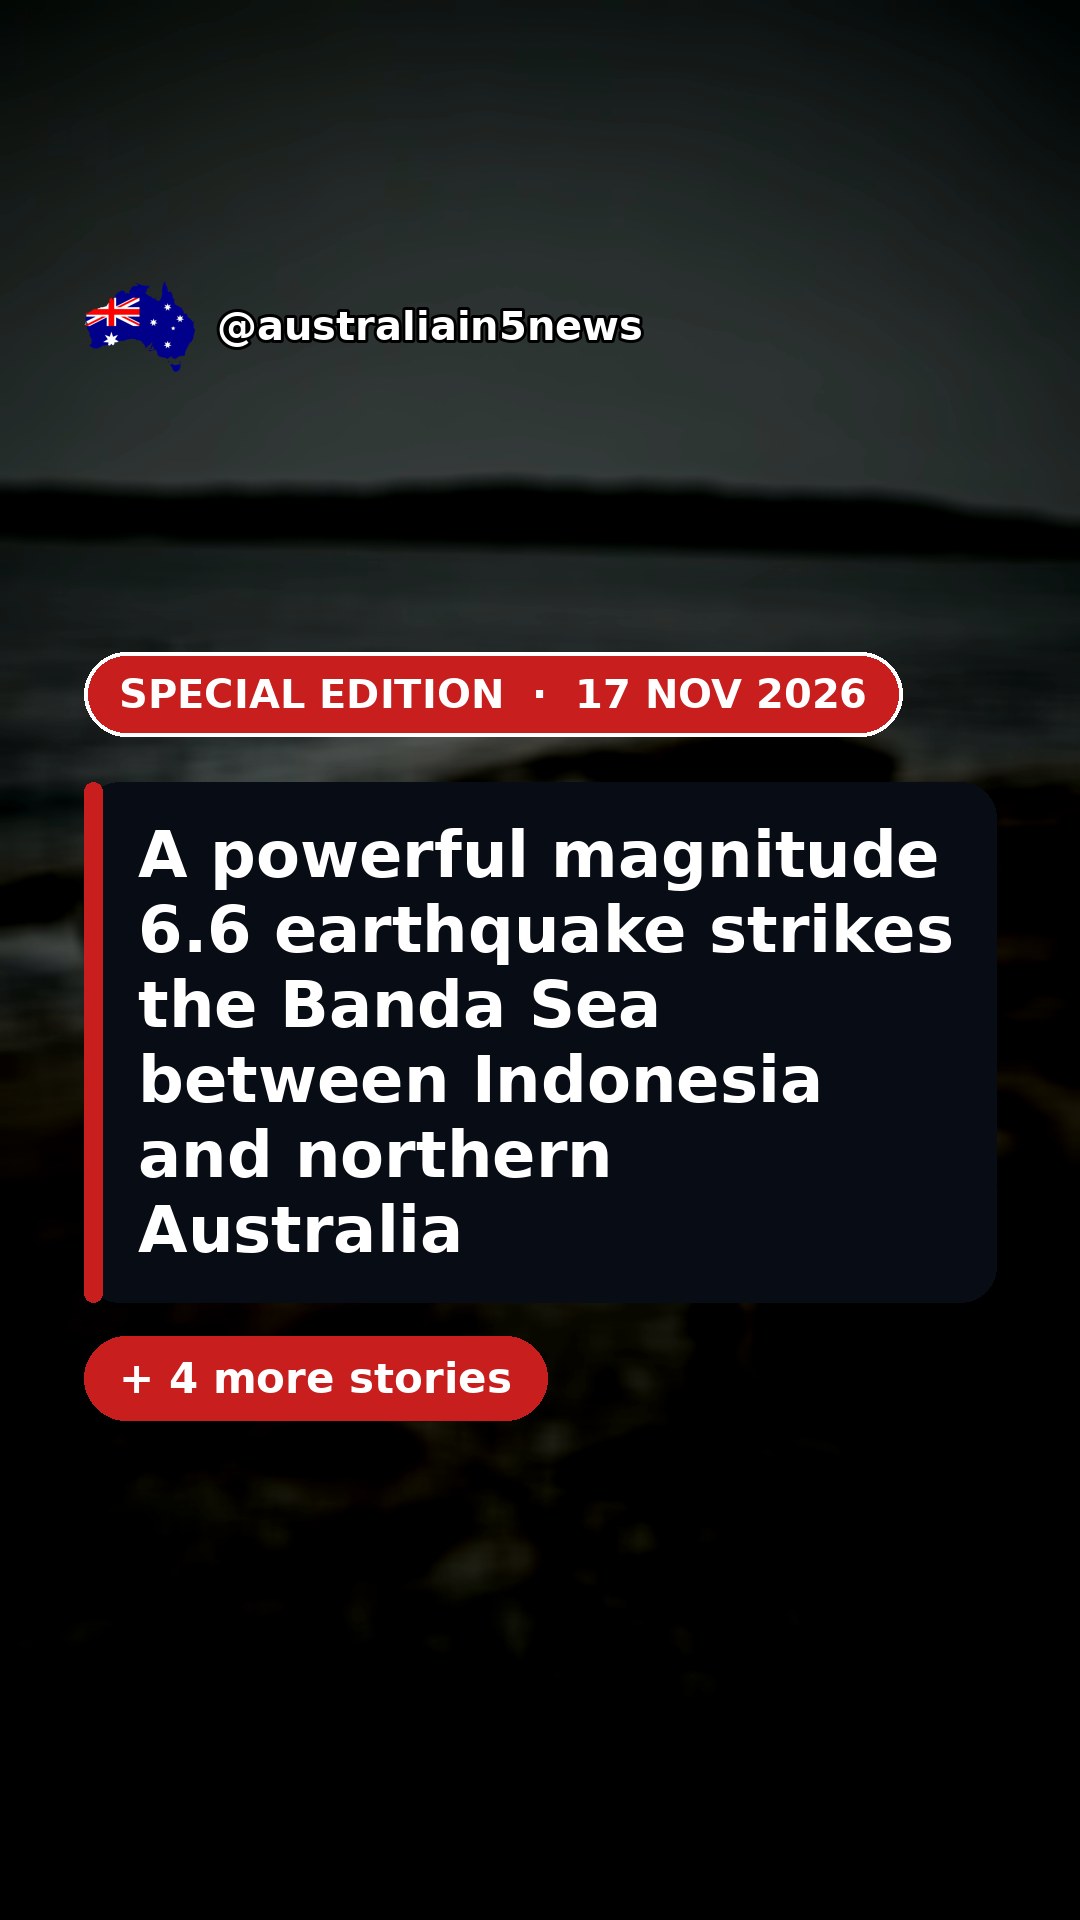 @australiain5news
SPECIAL EDITION · 17 NOV 2026
A powerful magnitude
6.6 earthquake strikes
the Banda Sea
between Indonesia
and northern
Australia
+ 4 more stories